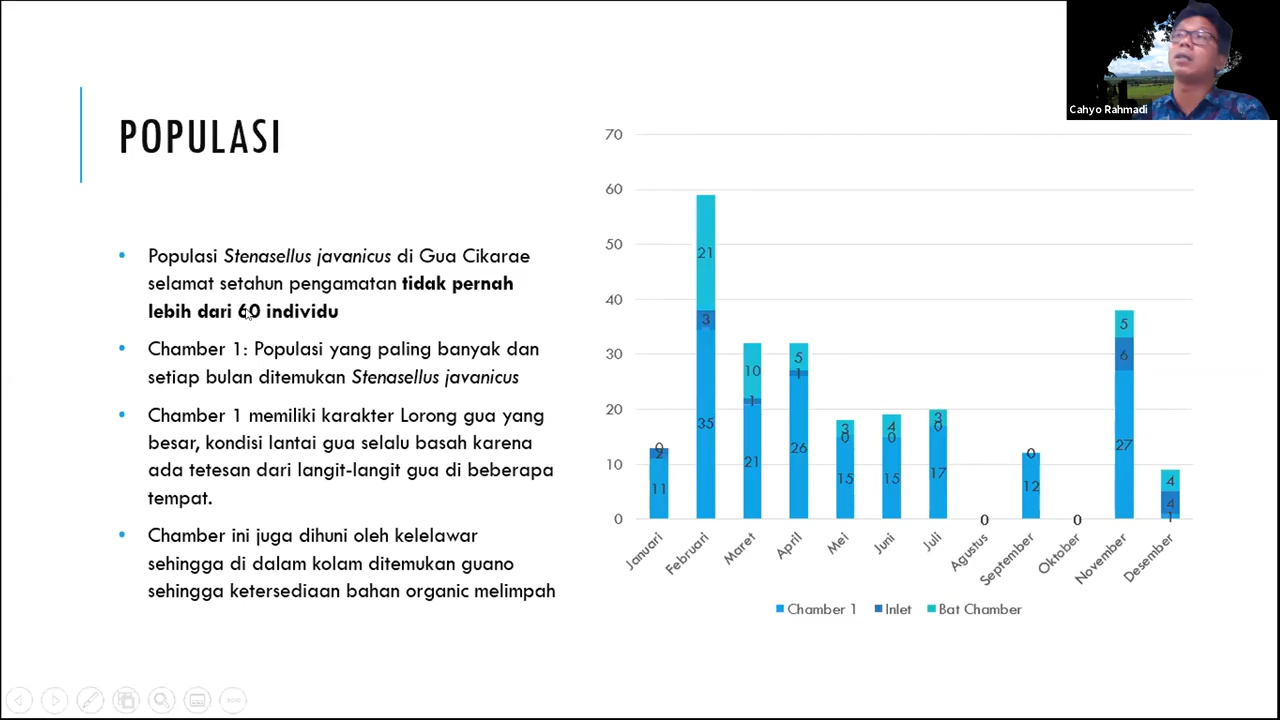 Cahyo Rahmadi
POPULASI
• Populasi Stenasellus javanicus di Gua Cikarae
selamat setahun pengamatan tidak pernah
lebih dari 60 individu
• Chamber 1: Populasi yang paling banyak dan
setiap bulan ditemukan Stenasellus javanicus
• Chamber 1 memiliki karakter Lorong gua yang
besar, kondisi lantai gua selalu basah karena
ada tetesan dari langit-langit gua di beberapa
tempat.
• Chamber ini juga dihuni oleh kelelawar
sehingga di dalam kolam ditemukan guano
sehingga ketersediaan bahan organic melimpah
70
60
50
40
30
20
10
0
0
2
11
21
3
35
10
1
21
5
1
26
3
0
15
4
0
15
3
0
17
0
0
12
0
5
6
27
4
4
1
Januari
Februari
Maret
April
Mei
Juni
Juli
Agustus
September
Oktober
November
Desember
Chamber 1 Inlet Bat Chamber